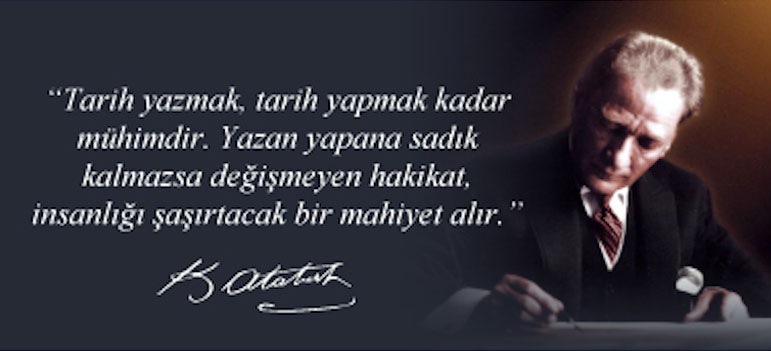 “Tarih yazmak, tarih yapmak kadar
mühimdir. Yazan yapana sadık
kalmazsa değişmeyen hakikat,
insanlığı şaşırtacak bir mahiyet alır.”
K. Atatürk